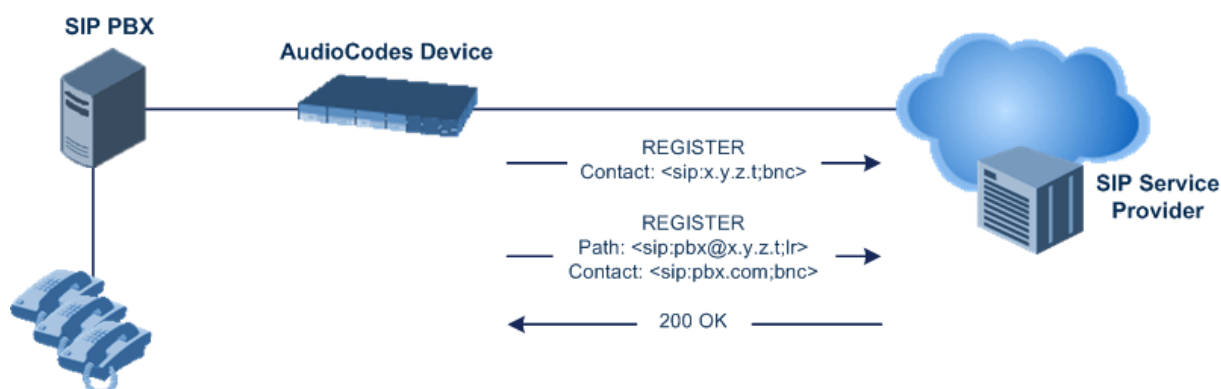 SIP PBX
AudioCodes Device
REGISTER
Contact: <sip:x.y.z.t;bnc>
REGISTER
Path: <sip:pbx@x.y.z.t;lr>
Contact: <sip:pbx.com;bnc>
200 OK
SIP Service
Provider